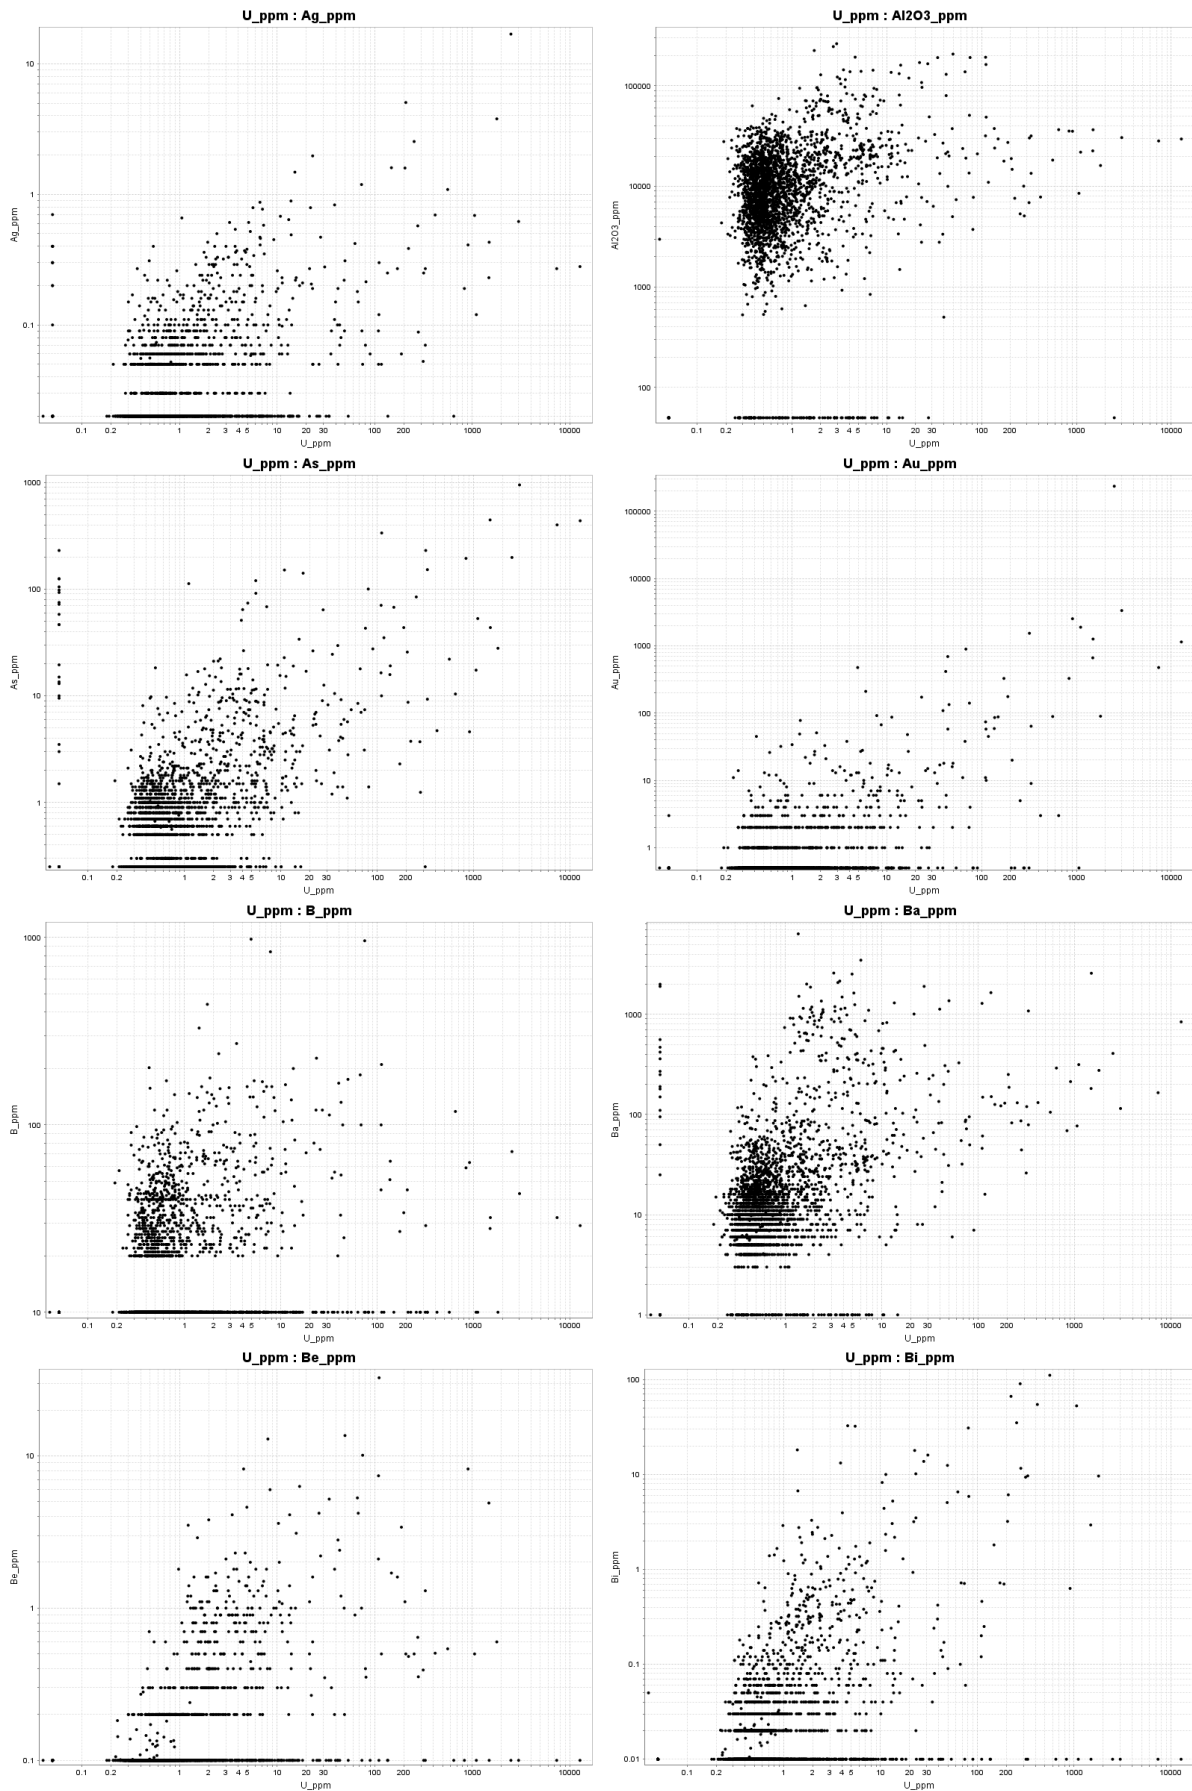 U_ppm : Ag_ppm
10
1
0.1
Ag_ppm
0.1 0.2 1 2 3 4 5 10 20 30 100 200 1000 10000
U_ppm
U_ppm : Al2O3_ppm
100000
10000
1000
100
Al2O3_ppm
0.1 0.2 1 2 3 4 5 10 20 30 100 200 1000 10000
U_ppm
U_ppm : As_ppm
1000
100
10
1
As_ppm
0.1 0.2 1 2 3 4 5 10 20 30 100 200 1000 10000
U_ppm
U_ppm : Au_ppm
100000
10000
1000
100
10
1
Au_ppm
0.1 0.2 1 2 3 4 5 10 20 30 100 200 1000 10000
U_ppm
U_ppm : B_ppm
1000
100
10
B_ppm
0.1 0.2 1 2 3 4 5 10 20 30 100 200 1000 10000
U_ppm
U_ppm : Ba_ppm
1000
100
10
1
Ba_ppm
0.1 0.2 1 2 3 4 5 10 20 30 100 200 1000 10000
U_ppm
U_ppm : Be_ppm
10
1
0.1
Be_ppm
0.1 0.2 1 2 3 4 5 10 20 30 100 200 1000 10000
U_ppm
U_ppm : Bi_ppm
100
10
1
0.1
0.01
Bi_ppm
0.1 0.2 1 2 3 4 5 10 20 30 100 200 1000 10000
U_ppm